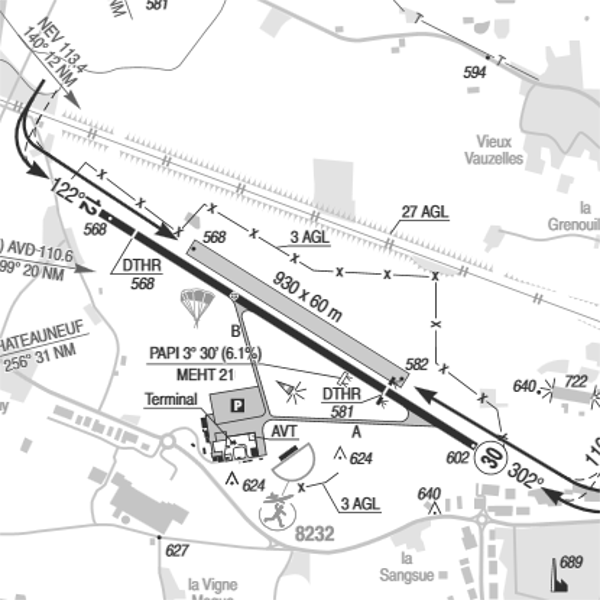 NM
581
NEV 113.4
140° 12 NM
594
Vieux
Vauzelles
la
Grenouill
27 AGL
3 AGL
122°
12
568
568
DTHR
568
) AVD 110.6
99° 20 NM
930 x 60 m
HATEAUNEUF
256° 31 NM
B
PAPI 3° 30' (6.1%)
MEHT 21
582
DTHR
581
640
722
Terminal
P
AVT
A
602
30
302°
110
624
624
3 AGL
640
8232
627
la
Sangsue
689
la Vigne